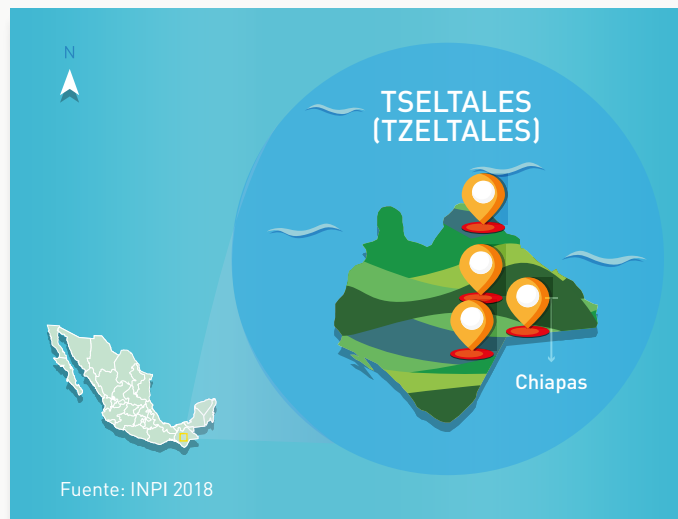 N
TSELTALES
(TZELTALES)
Chiapas
Fuente: INPI 2018